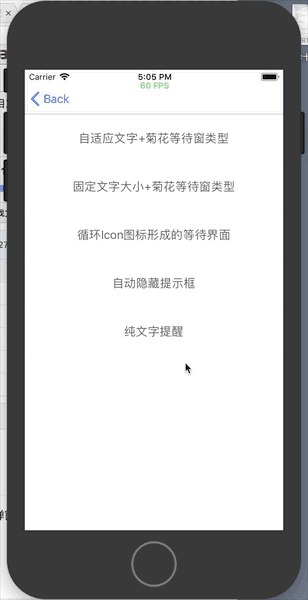 Carrier 5:05 PM
60 FPS
Back
自适应文字+菊花等待窗类型
固定文字大小+菊花等待窗类型
循环Icon图标形成的等待界面
自动隐藏提示框
纯文字提醒